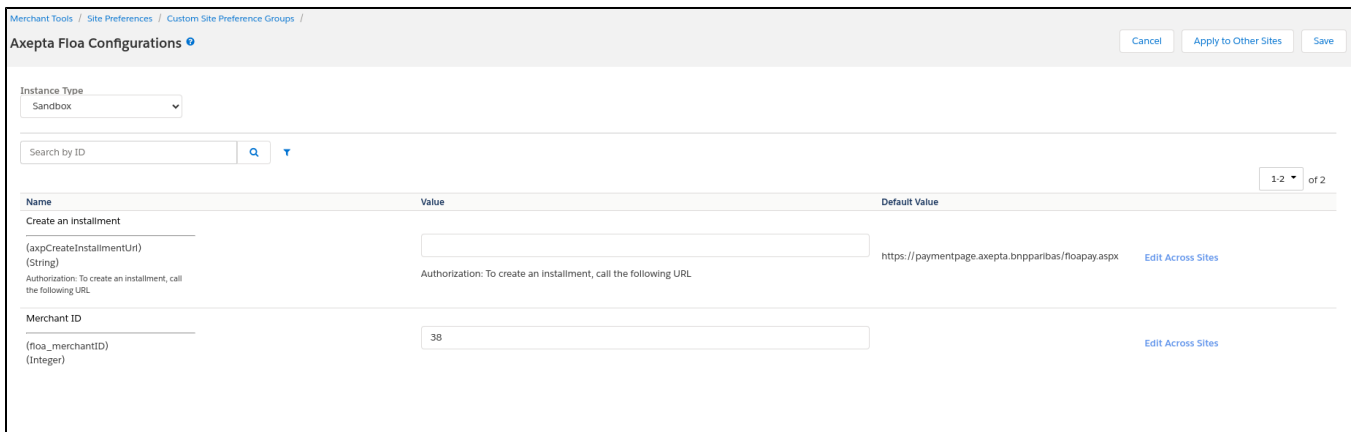 Merchant Tools / Site Preferences / Custom Site Preference Groups /
Axepta Floa Configurations ?
Cancel Apply to Other Sites Save
Instance Type
Sandbox
Search by ID
1-2 of 2
Name Value Default Value
Create an installment
(axpCreateInstallmentUrl)
(String)
Authorization: To create an installment, call
the following URL
Authorization: To create an installment, call the following URL
https://paymentpage.axepta.bnpparibas/floapay.aspx
Edit Across Sites
Merchant ID
(floa_merchantID)
(Integer)
38
Edit Across Sites